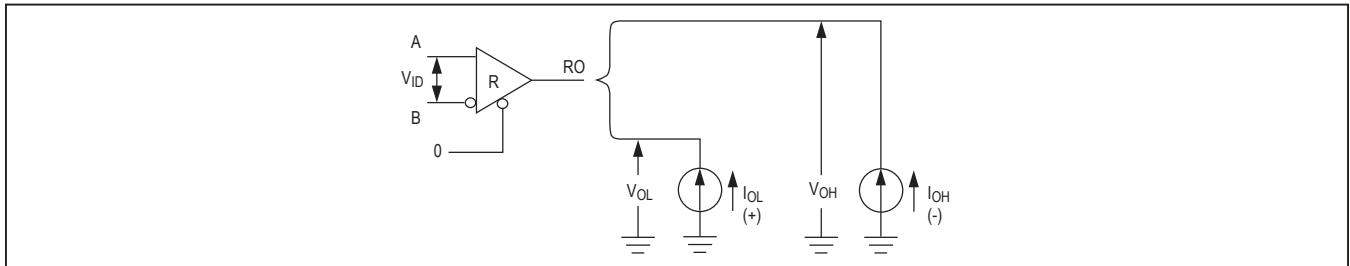 A
RO
VID
R
B
0
VOL
IOL
(+)
VOH
IOH
(-)